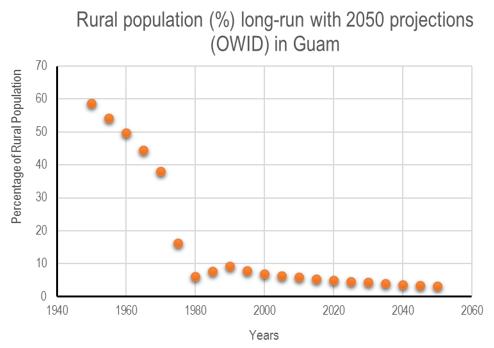 Rural population (%) long-run with 2050 projections
(OWID) in Guam
Percentage of Rural Population
70
60
50
40
30
20
10
0
1940 1960 1980 2000 2020 2040 2060
Years